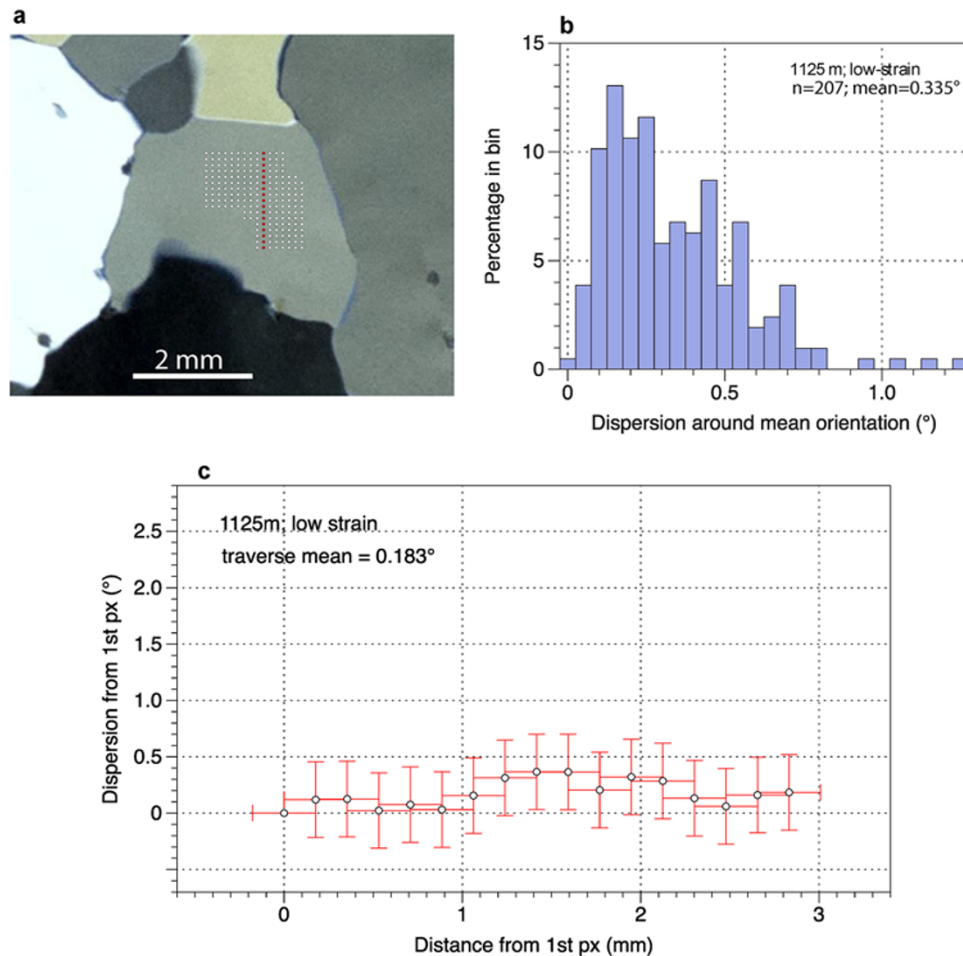 a
2 mm
b
15
10
5
0
Percentage in bin
1125 m; low-strain
n=207; mean=0.335°
0
0.5
1.0
Dispersion around mean orientation (°)
c
1125m; low strain
traverse mean = 0.183°
2.5
2.0
1.5
1.0
0.5
0
Dispersion from 1st px (°)
0
1
2
3
Distance from 1st px (mm)